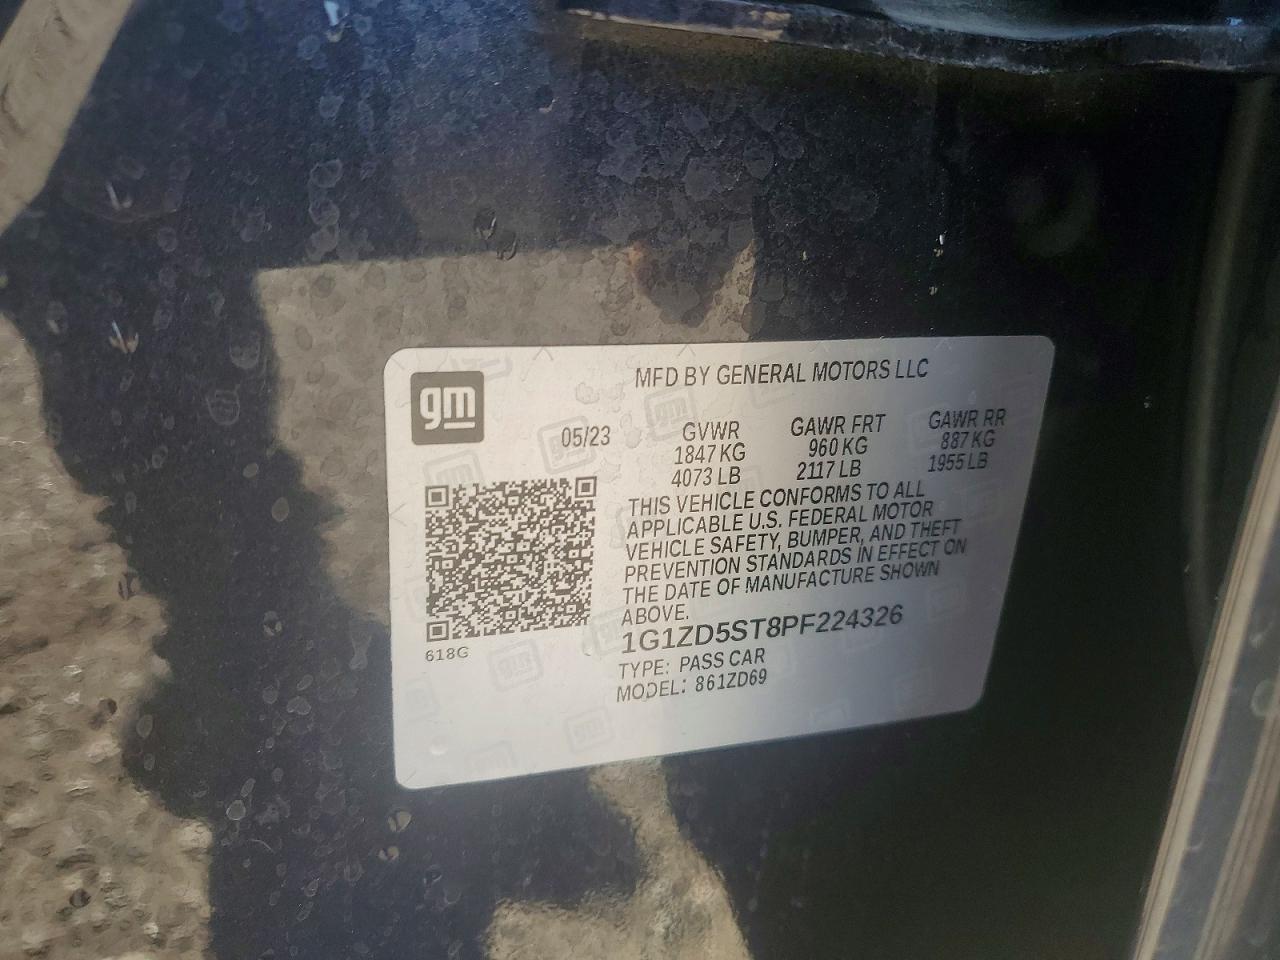 gm
MFD BY GENERAL MOTORS LLC
05/23
GVWR GAWR FRT GAWR RR
1847 KG 960 KG 887 KG
4073 LB 2117 LB 1955 LB
THIS VEHICLE CONFORMS TO ALL
APPLICABLE U.S. FEDERAL MOTOR
VEHICLE SAFETY, BUMPER, AND THEFT
PREVENTION STANDARDS IN EFFECT ON
THE DATE OF MANUFACTURE SHOWN
ABOVE.
1G1ZD5ST8PF224326
TYPE: PASS CAR
MODEL: 861ZD69
618G